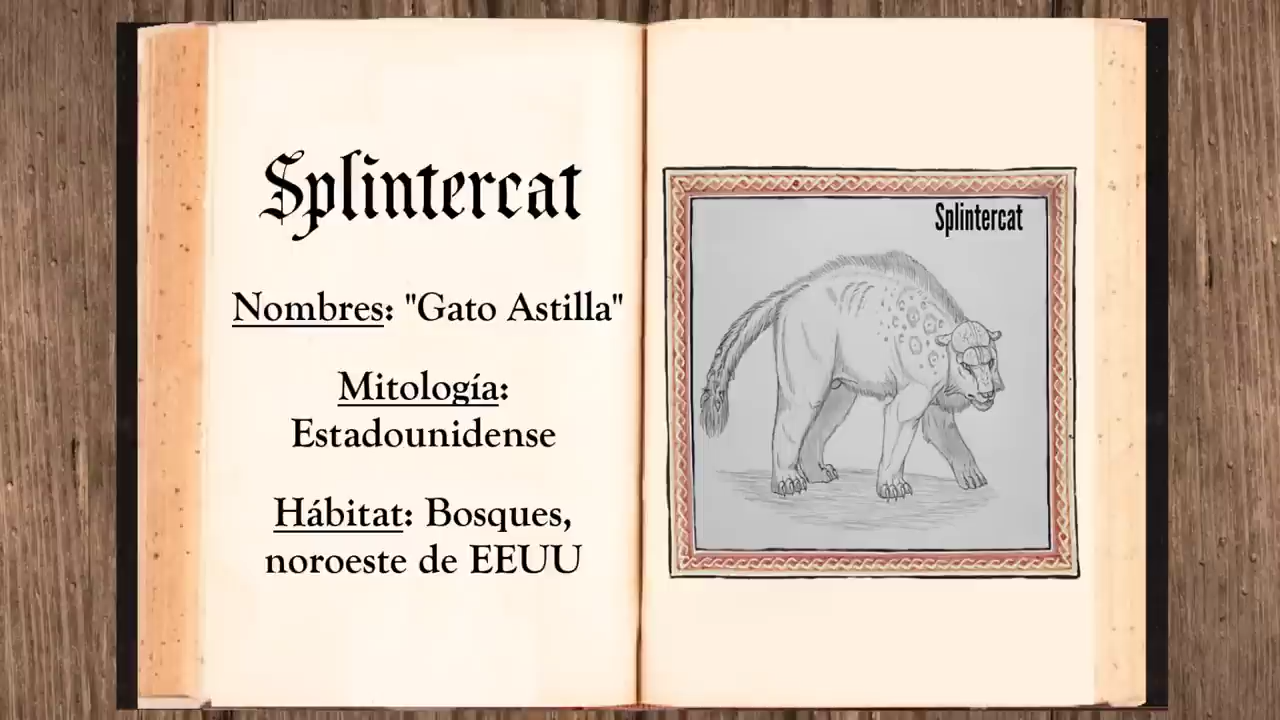 Splintercat
Nombres: "Gato Astilla"
Mitología:
Estadounidense
Hábitat: Bosques,
noroeste de EEUU
Splintercat